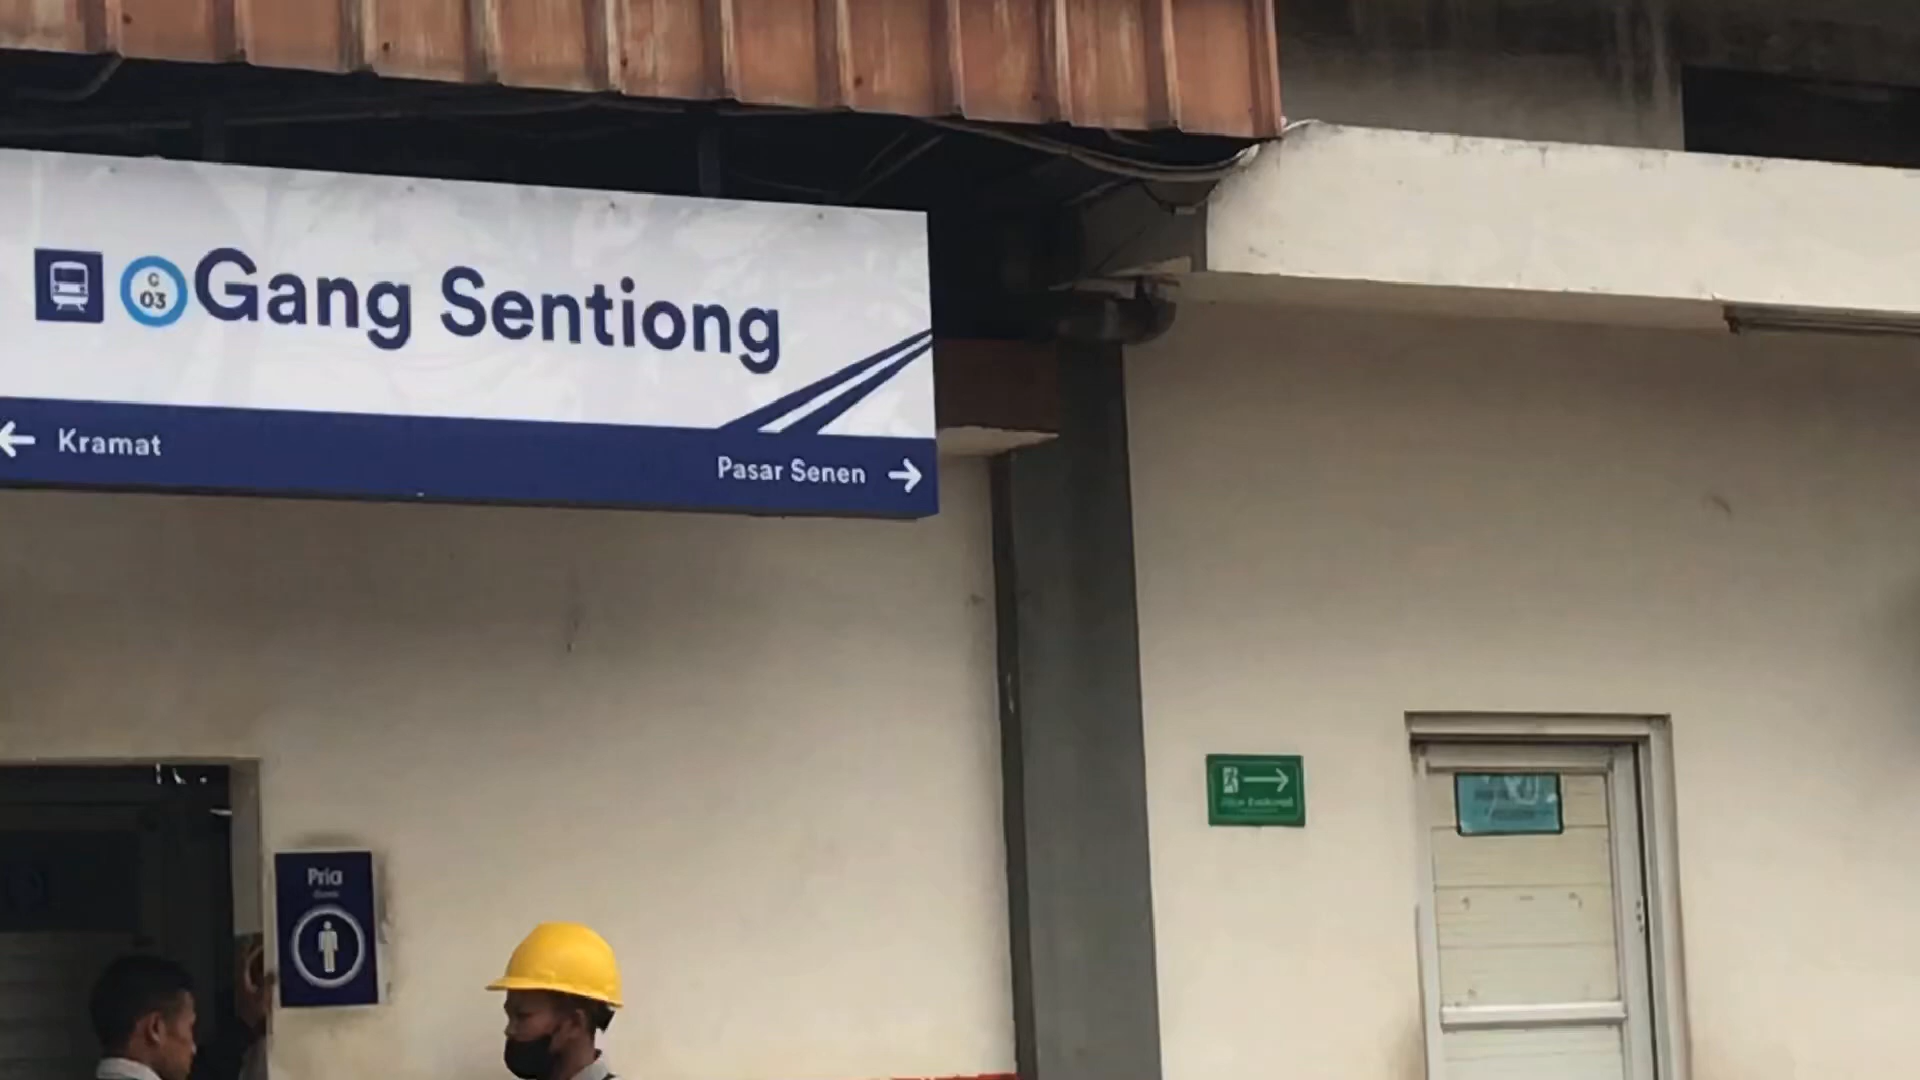 C
03
Gang Sentiong
Kramat
Pasar Senen
Pria